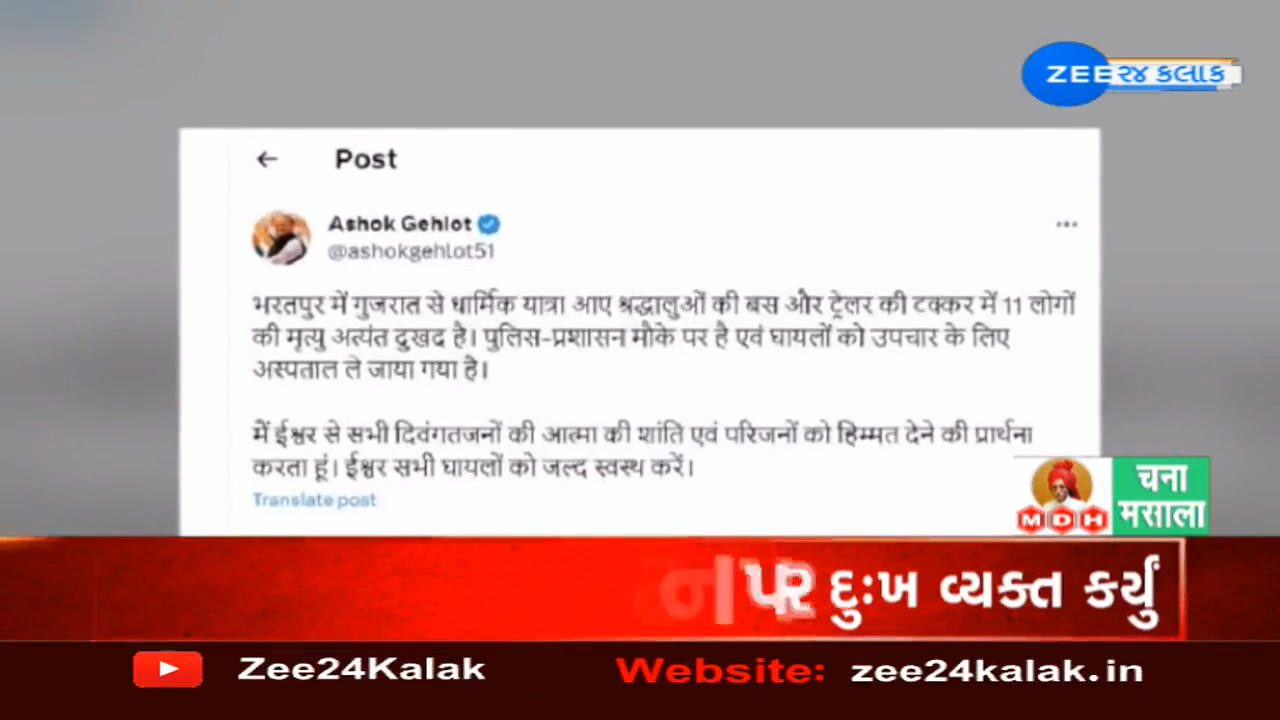 ZEE ૨૪ કલાક
Post
Ashok Gehlot
@ashokgehlot51
भरतपुर में गुजरात से धार्मिक यात्रा आए श्रद्धालुओं की बस और ट्रेलर की टक्कर में 11 लोगों
की मृत्यु अत्यंत दुखद है। पुलिस-प्रशासन मौके पर है एवं घायलों को उपचार के लिए
अस्पताल ले जाया गया है।
मैं ईश्वर से सभी दिवंगतजनों की आत्मा की शांति एवं परिजनों को हिम्मत देने की प्रार्थना
करता हूं। ईश्वर सभी घायलों को जल्द स्वस्थ करें।
Translate post
चना
MDH मसाला
પર દુઃખ વ્યક્ત કર્યું
Zee24Kalak Website: zee24kalak.in